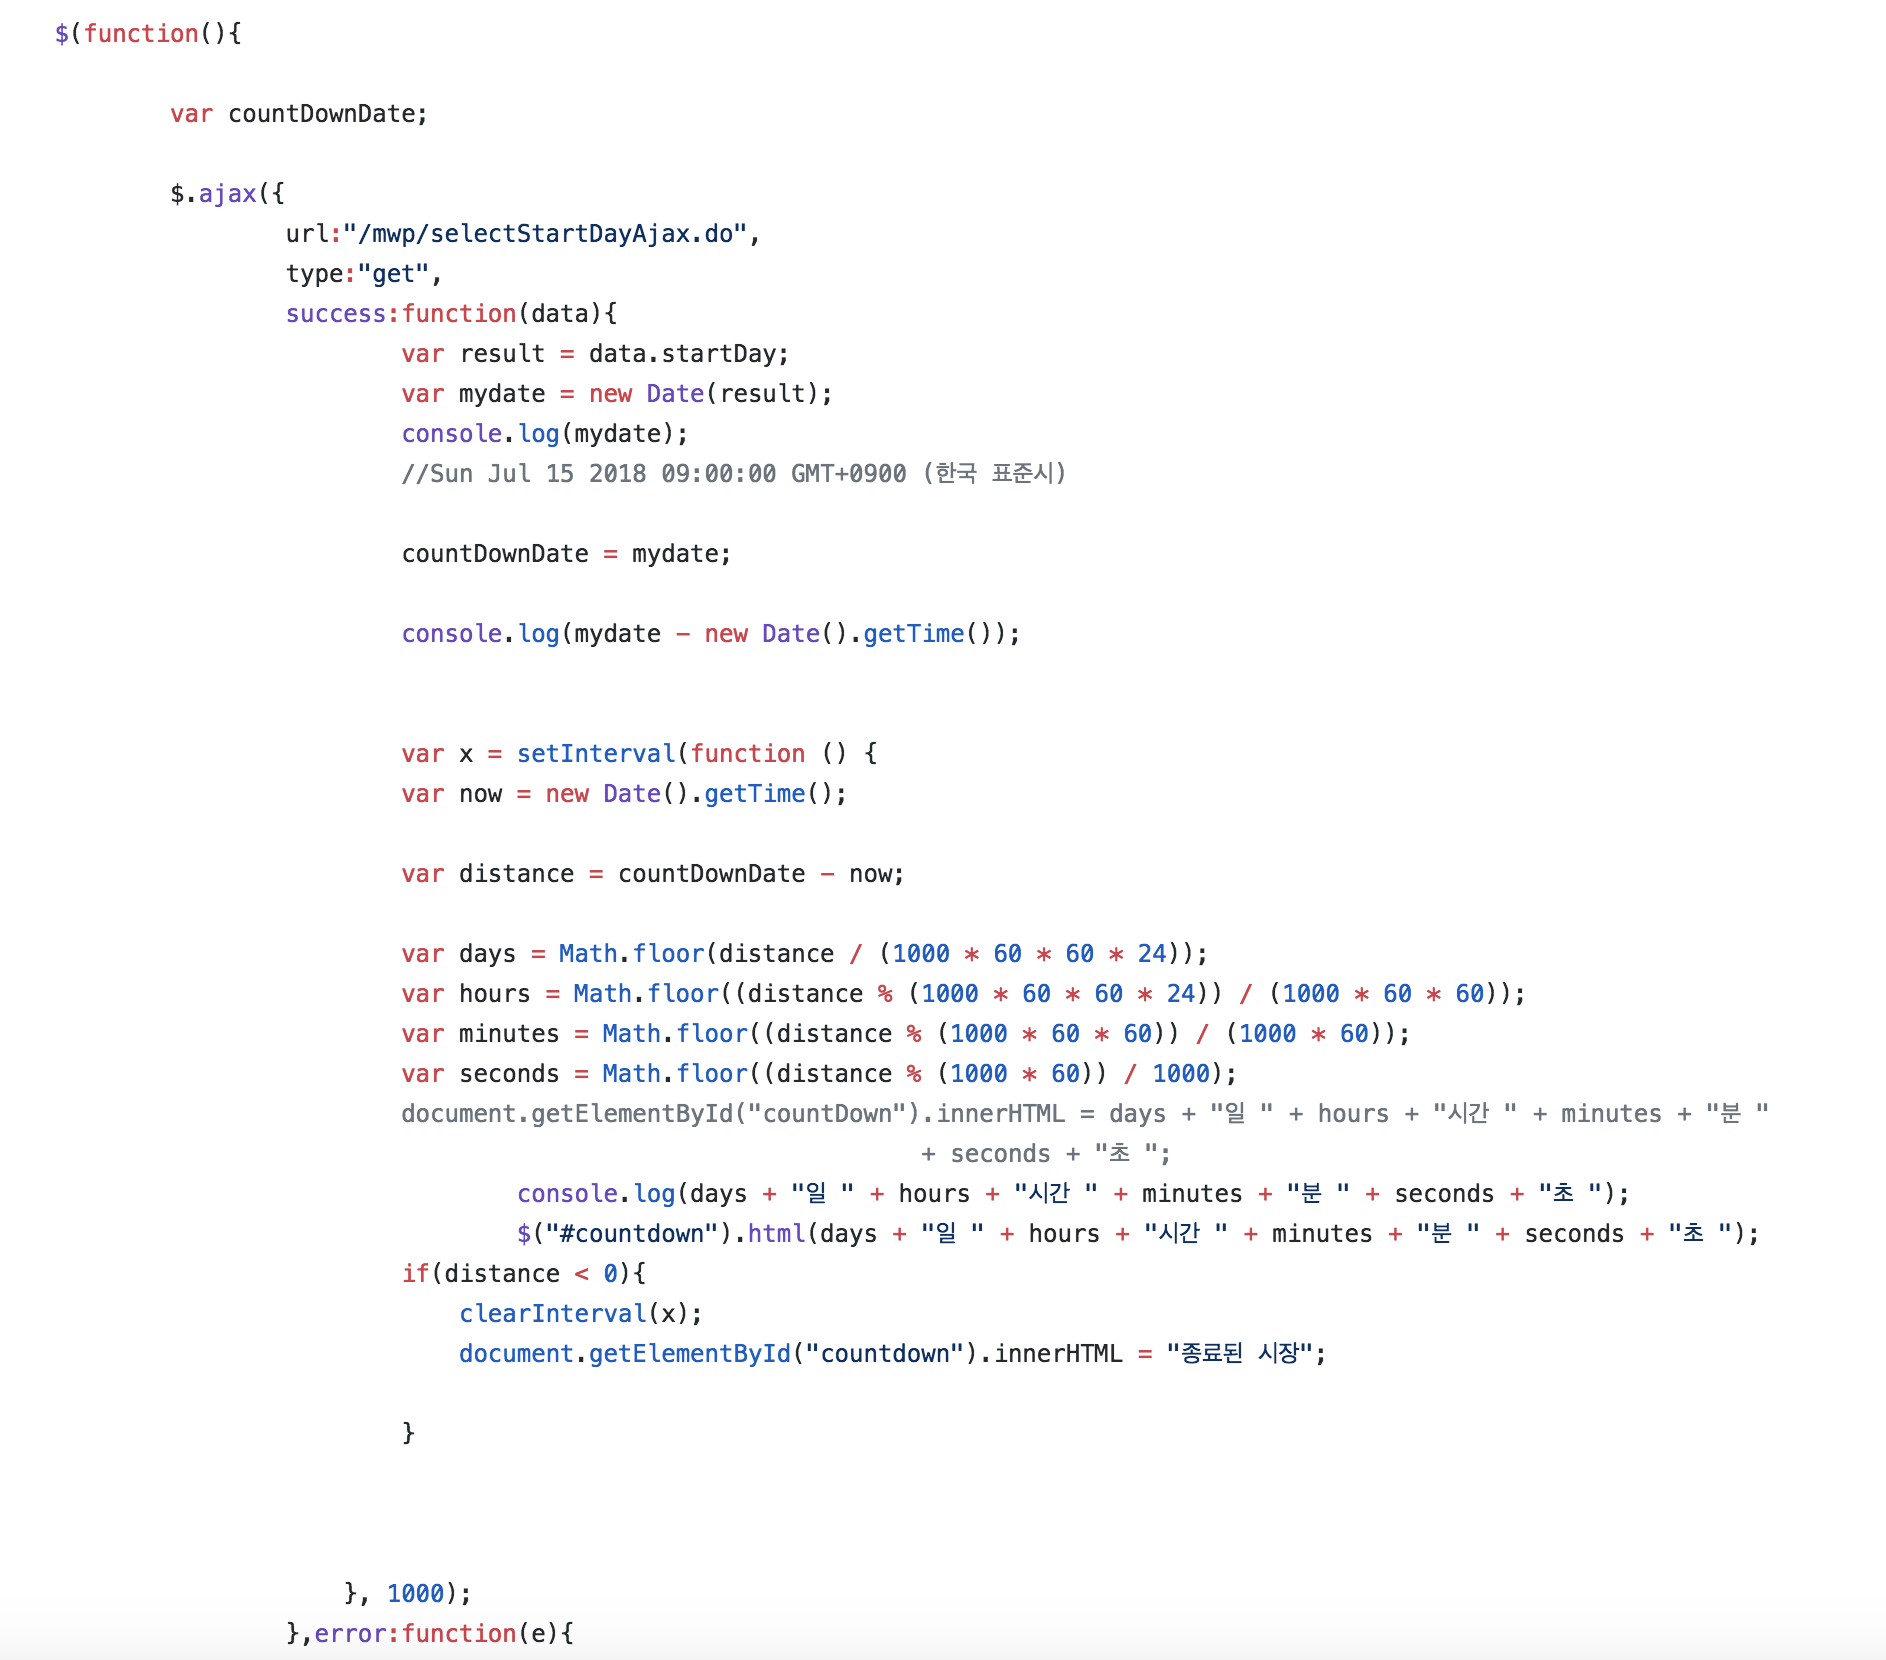 $(function(){
var countDownDate;
$.ajax({
url:"/mwp/selectStartDayAjax.do",
type:"get",
success:function(data){
var result = data.startDay;
var mydate = new Date(result);
console.log(mydate);
//Sun Jul 15 2018 09:00:00 GMT+0900 (한국 표준시)
countDownDate = mydate;
console.log(mydate - new Date().getTime());
var x = setInterval(function () {
var now = new Date().getTime();
var distance = countDownDate - now;
var days = Math.floor(distance / (1000 * 60 * 60 * 24));
var hours = Math.floor((distance % (1000 * 60 * 60 * 24)) / (1000 * 60 * 60));
var minutes = Math.floor((distance % (1000 * 60 * 60)) / (1000 * 60));
var seconds = Math.floor((distance % (1000 * 60)) / 1000);
document.getElementById("countDown").innerHTML = days + "일 " + hours + "시간 " + minutes + "분 "
+ seconds + "초 ";
console.log(days + "일 " + hours + "시간 " + minutes + "분 " + seconds + "초 ");
$("#countdown").html(days + "일 " + hours + "시간 " + minutes + "분 " + seconds + "초 ");
if(distance < 0){
clearInterval(x);
document.getElementById("countdown").innerHTML = "종료된 시장";
}
}, 1000);
},error:function(e){